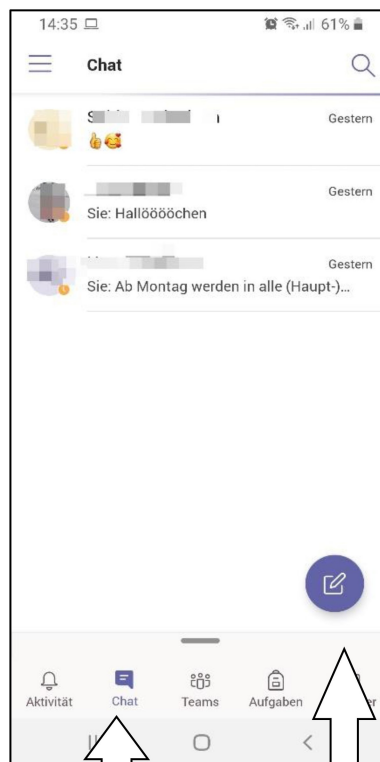 14:35 61%
Chat
Gestern
👍🥰
Gestern
Sie: Hallööööchen
Gestern
Sie: Ab Montag werden in alle (Haupt-)...
Aktivität Chat Teams Aufgaben